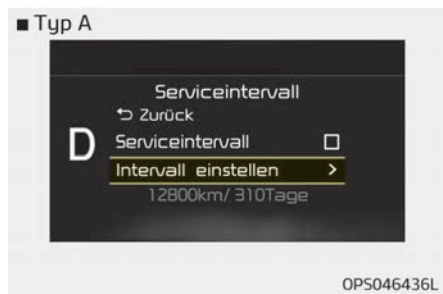 ■ Typ A
Serviceintervall
⮌ Zurück
D
Serviceintervall □
Intervall einstellen >
12800km/ 310Tage
OPS046436L